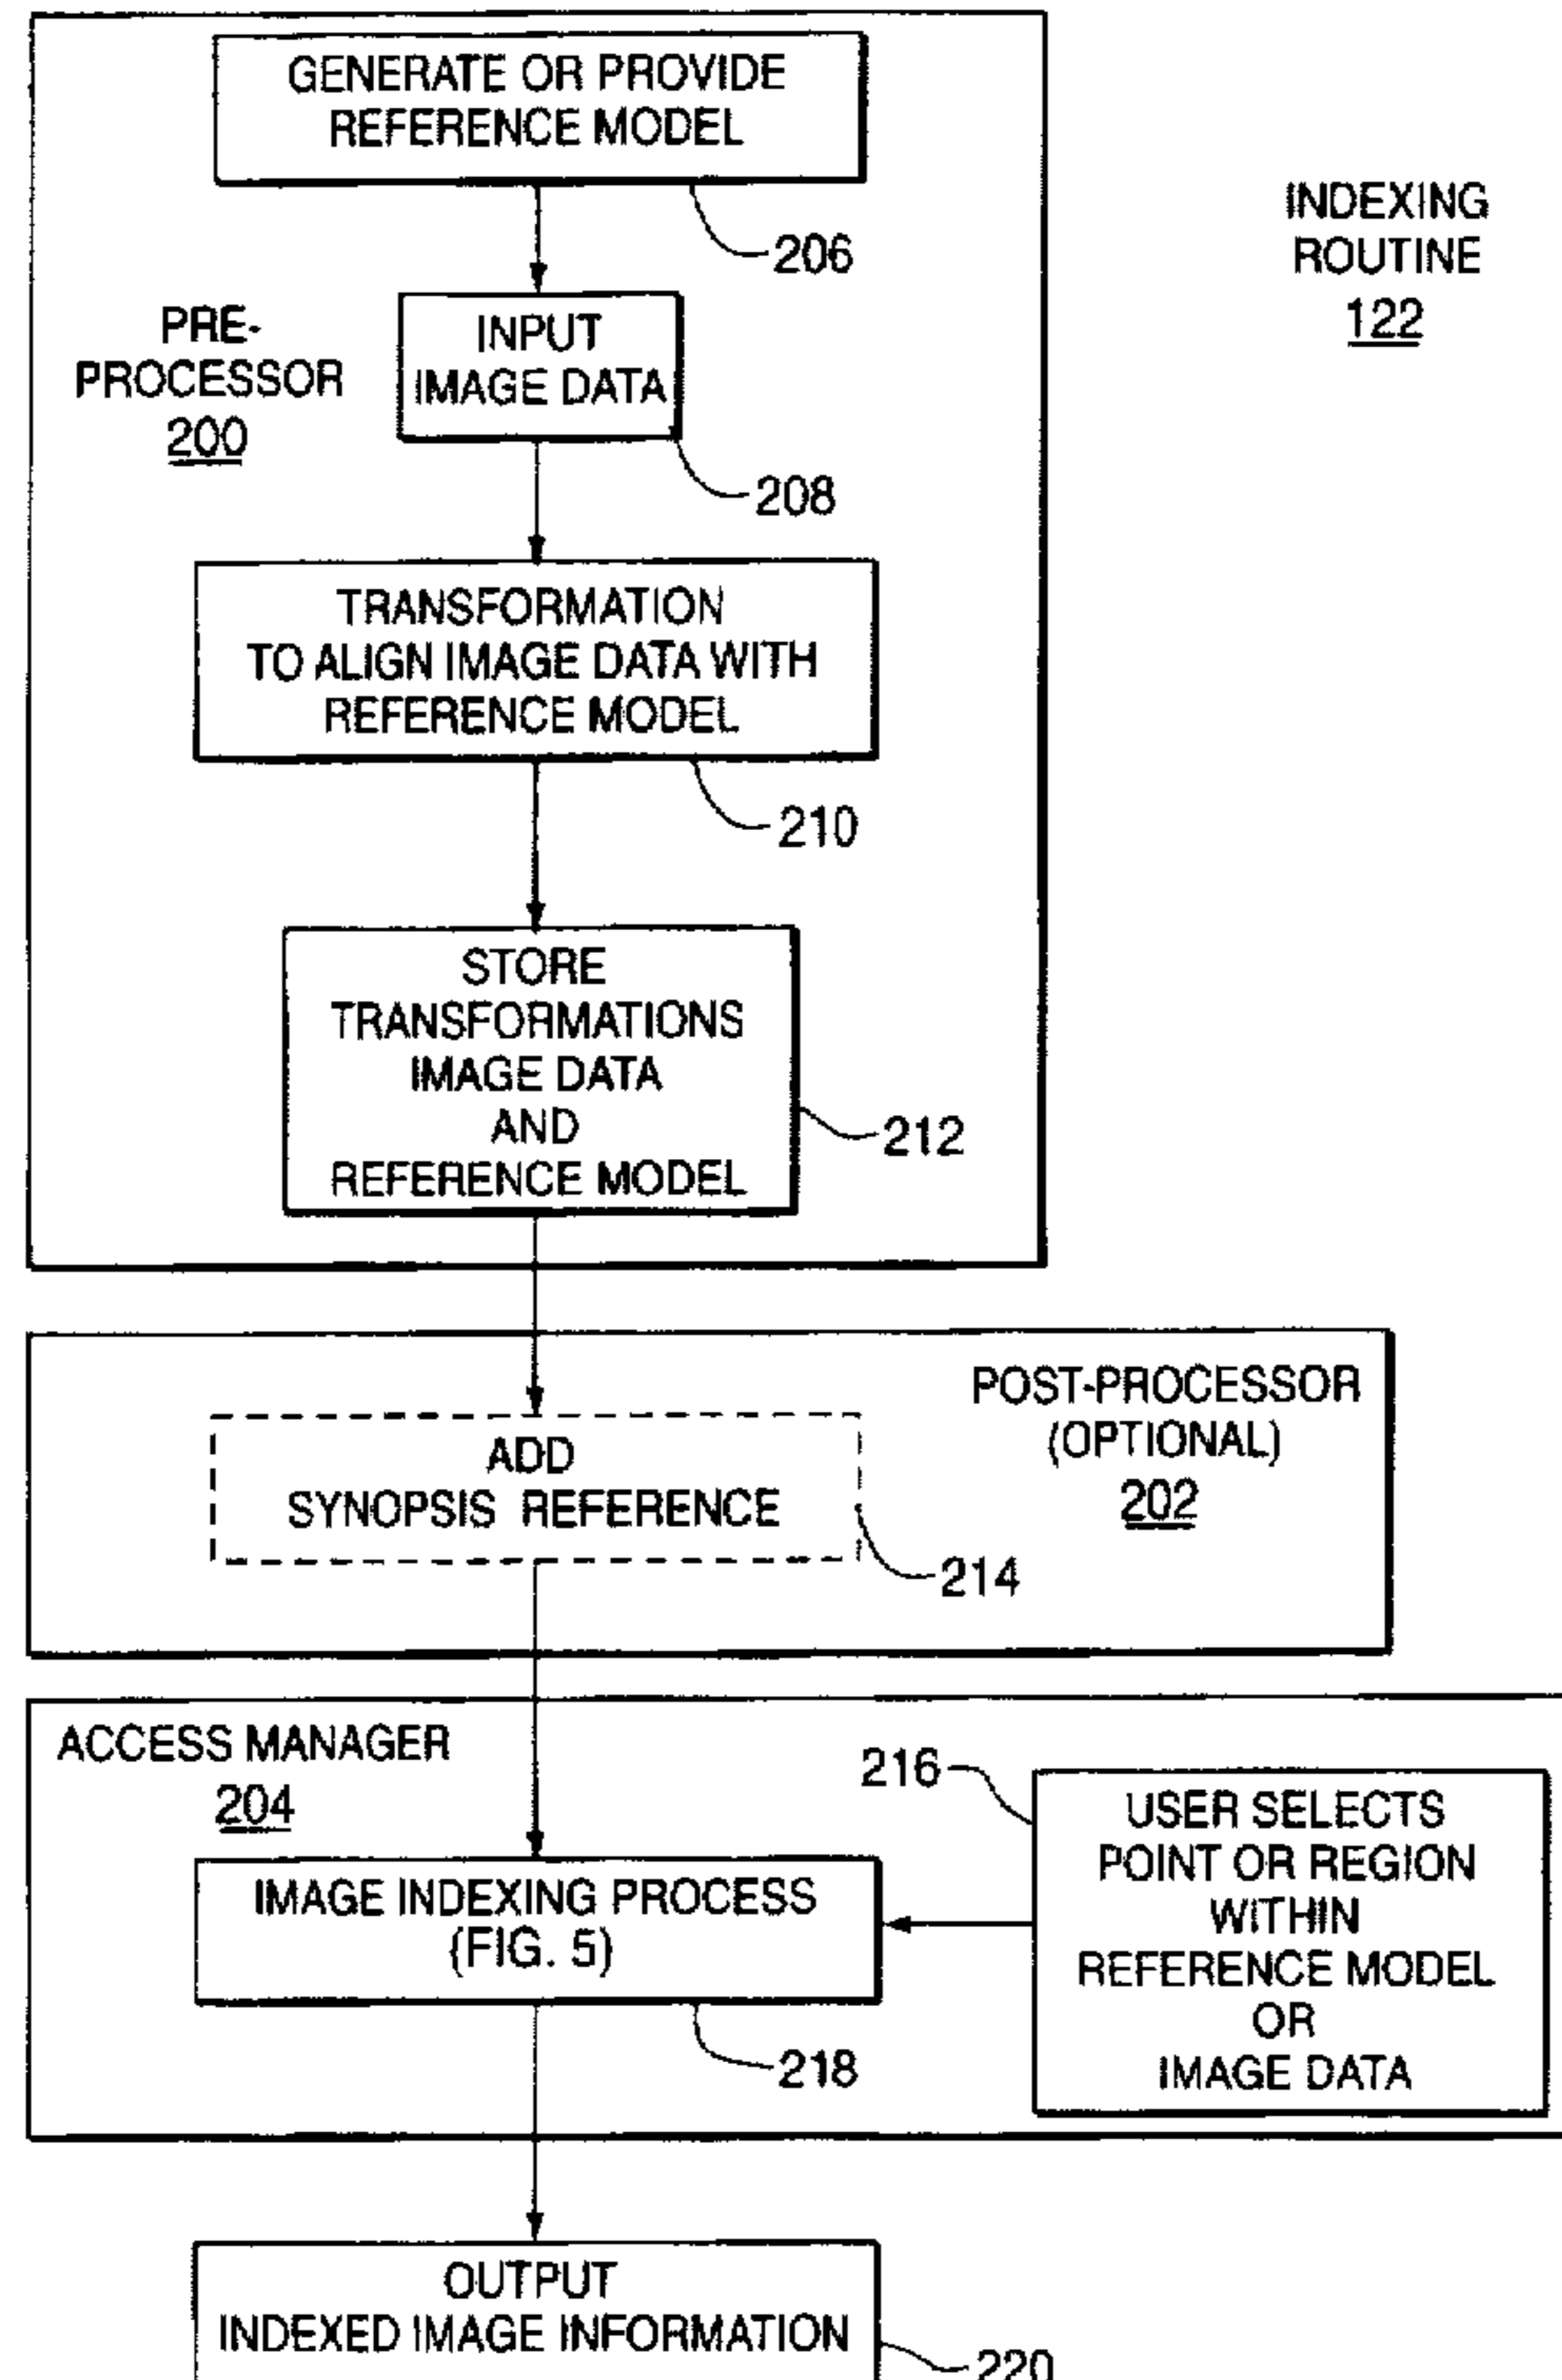 GENERATE OR PROVIDE
REFERENCE MODEL
206
INDEXING
ROUTINE
122
PRE-
PROCESSOR
200
INPUT
IMAGE DATA
208
TRANSFORMATION
TO ALIGN IMAGE DATA WITH
REFERENCE MODEL
210
STORE
TRANSFORMATIONS
IMAGE DATA
AND
REFERENCE MODEL
212
POST-PROCESSOR
(OPTIONAL)
202
ADD
SYNOPSIS REFERENCE
214
ACCESS MANAGER
204
216
USER SELECTS
POINT OR REGION
WITHIN
REFERENCE MODEL
OR
IMAGE DATA
IMAGE INDEXING PROCESS
(FIG. 5)
218
OUTPUT
INDEXED IMAGE INFORMATION
220